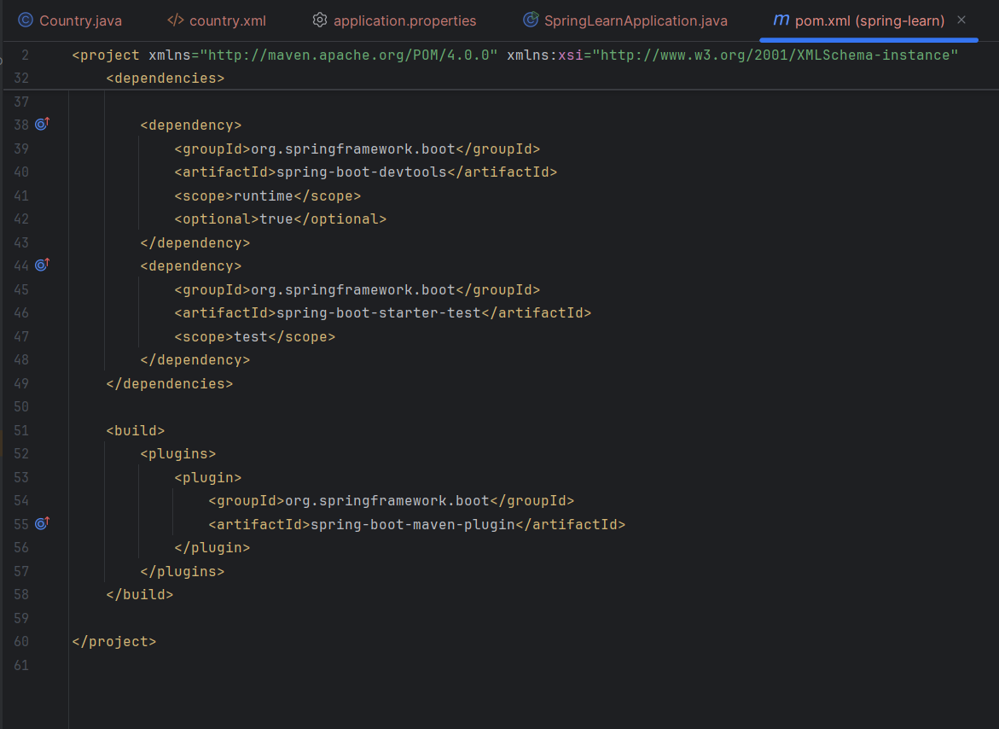 Country.java country.xml application.properties SpringLearnApplication.java m pom.xml (spring-learn)
2 <project xmlns="http://maven.apache.org/POM/4.0.0" xmlns:xsi="http://www.w3.org/2001/XMLSchema-instance"
32 <dependencies>
37
38 <dependency>
39 <groupId>org.springframework.boot</groupId>
40 <artifactId>spring-boot-devtools</artifactId>
41 <scope>runtime</scope>
42 <optional>true</optional>
43 </dependency>
44 <dependency>
45 <groupId>org.springframework.boot</groupId>
46 <artifactId>spring-boot-starter-test</artifactId>
47 <scope>test</scope>
48 </dependency>
49 </dependencies>
50
51 <build>
52 <plugins>
53 <plugin>
54 <groupId>org.springframework.boot</groupId>
55 <artifactId>spring-boot-maven-plugin</artifactId>
56 </plugin>
57 </plugins>
58 </build>
59
60 </project>
61